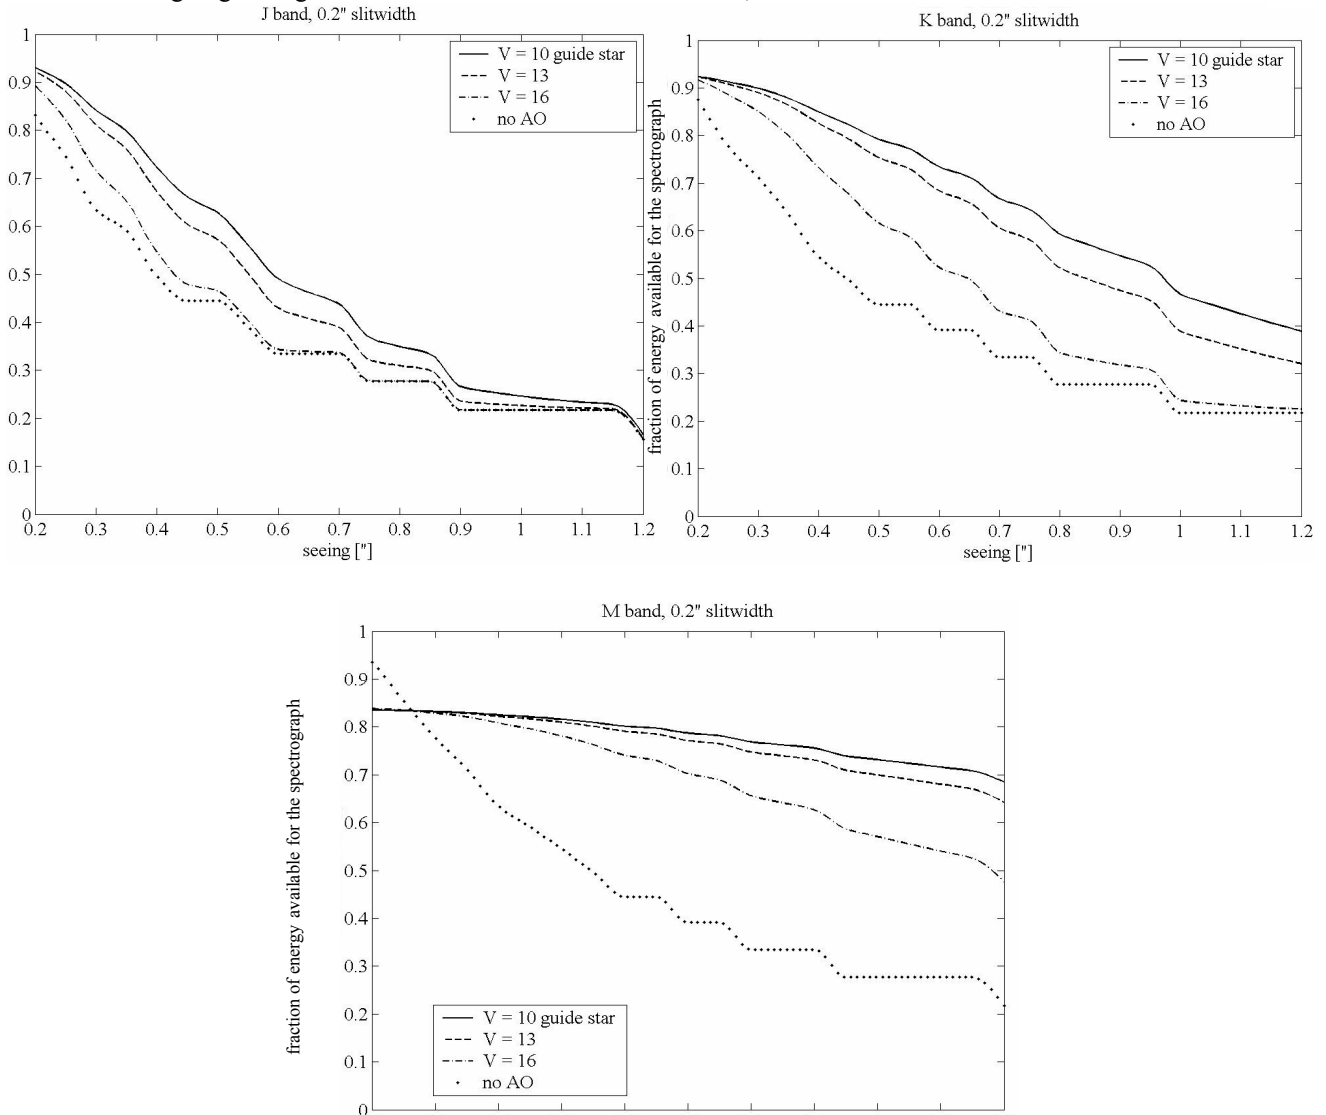 J band, 0.2" slitwidth
1
0.9
0.8
0.7
0.6
0.5
0.4
0.3
0.2
0.1
0
0.2 0.3 0.4 0.5 0.6 0.7 0.8 0.9 1 1.1 1.2
seeing ["]
V = 10 guide star
V = 13
V = 16
no AO
K band, 0.2" slitwidth
fraction of energy available for the spectrograph
1
0.9
0.8
0.7
0.6
0.5
0.4
0.3
0.2
0.1
0
0.2 0.3 0.4 0.5 0.6 0.7 0.8 0.9 1 1.1 1.2
seeing ["]
V = 10 guide star
V = 13
V = 16
no AO
M band, 0.2" slitwidth
fraction of energy available for the spectrograph
1
0.9
0.8
0.7
0.6
0.5
0.4
0.3
0.2
0.1
0
V = 10 guide star
V = 13
V = 16
no AO